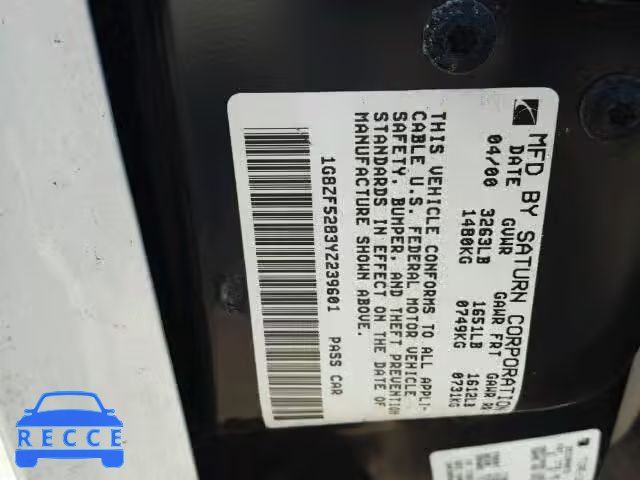 MFD BY SATURN CORPORATION
DATE GVWR GAWR FRT GAWR RR
04/00 3263LB 1651LB 1612LB
1480KG 0749KG 0731KG
THIS VEHICLE CONFORMS TO ALL APPLI-
CABLE U.S. FEDERAL MOTOR VEHICLE
SAFETY, BUMPER, AND THEFT PREVENTION
STANDARDS IN EFFECT ON THE DATE OF
MANUFACTURE SHOWN ABOVE.
1G8ZF5283YZ239601 PASS CAR
RECCE